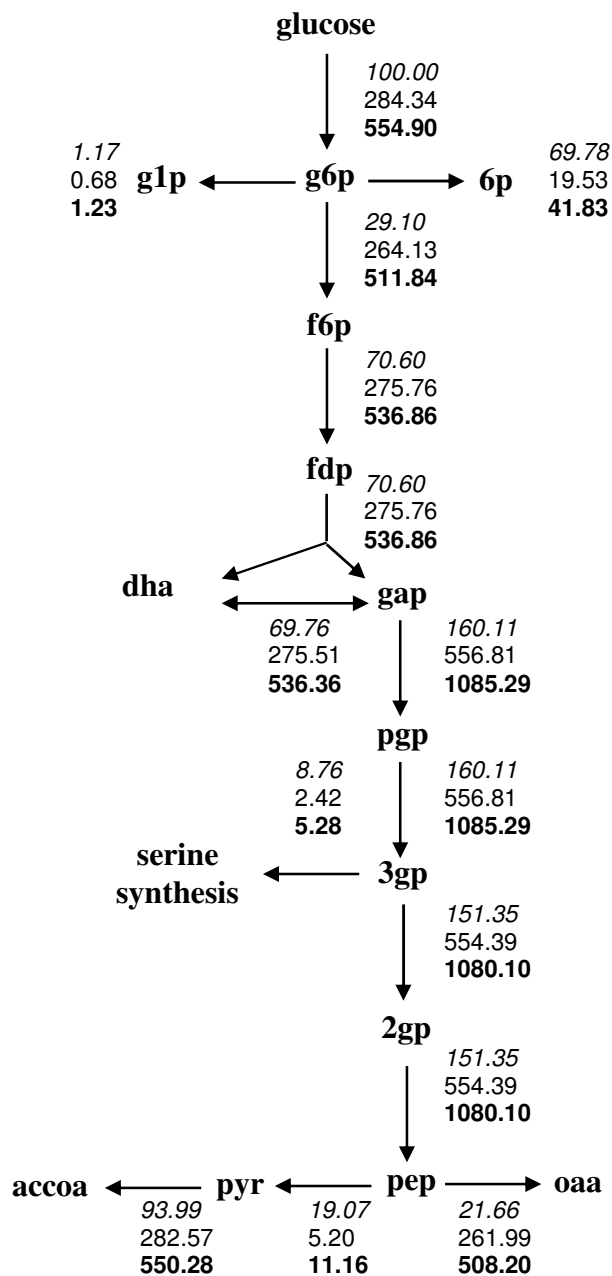 glucose
100.00
284.34
554.90
1.17
0.68
1.23
g1p
g6p
6p
69.78
19.53
41.83
29.10
264.13
511.84
f6p
70.60
275.76
536.86
fdp
70.60
275.76
536.86
dha
gap
69.76
275.51
536.36
160.11
556.81
1085.29
pgp
8.76
2.42
5.28
160.11
556.81
1085.29
serine
synthesis
3gp
151.35
554.39
1080.10
2gp
151.35
554.39
1080.10
accoa
pyr
pep
oaa
93.99
282.57
550.28
19.07
5.20
11.16
21.66
261.99
508.20